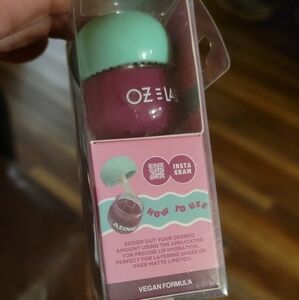 INSTA
GRAM
HOW TO USE
SCOOP OUT YOUR DESIRED
AMOUNT USING THE APPLICATOR
FOR PRECISE LIP HYDRATION.
PERFECT FOR LAYERING UNDER OR
OVER MATTE LIPSTICK.
VEGAN FORMULA